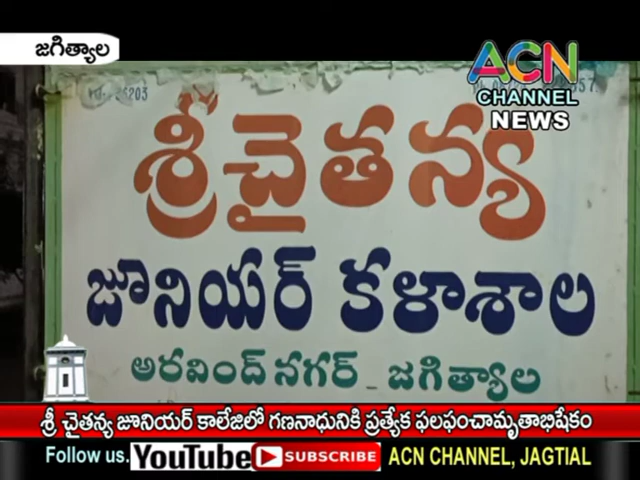 జగిత్యాల
ACN
CHANNEL
NEWS
శ్రీ చైతన్య
జూనియర్ కళాశాల
అరవింద్ నగర్ - జగిత్యాల
శ్రీ చైతన్య జూనియర్ కాలేజిలో గణనాధునికి ప్రత్యేక ఫలఫంచామృతాభిషేకం
Follow us. YouTube SUBSCRIBE ACN CHANNEL, JAGTIAL